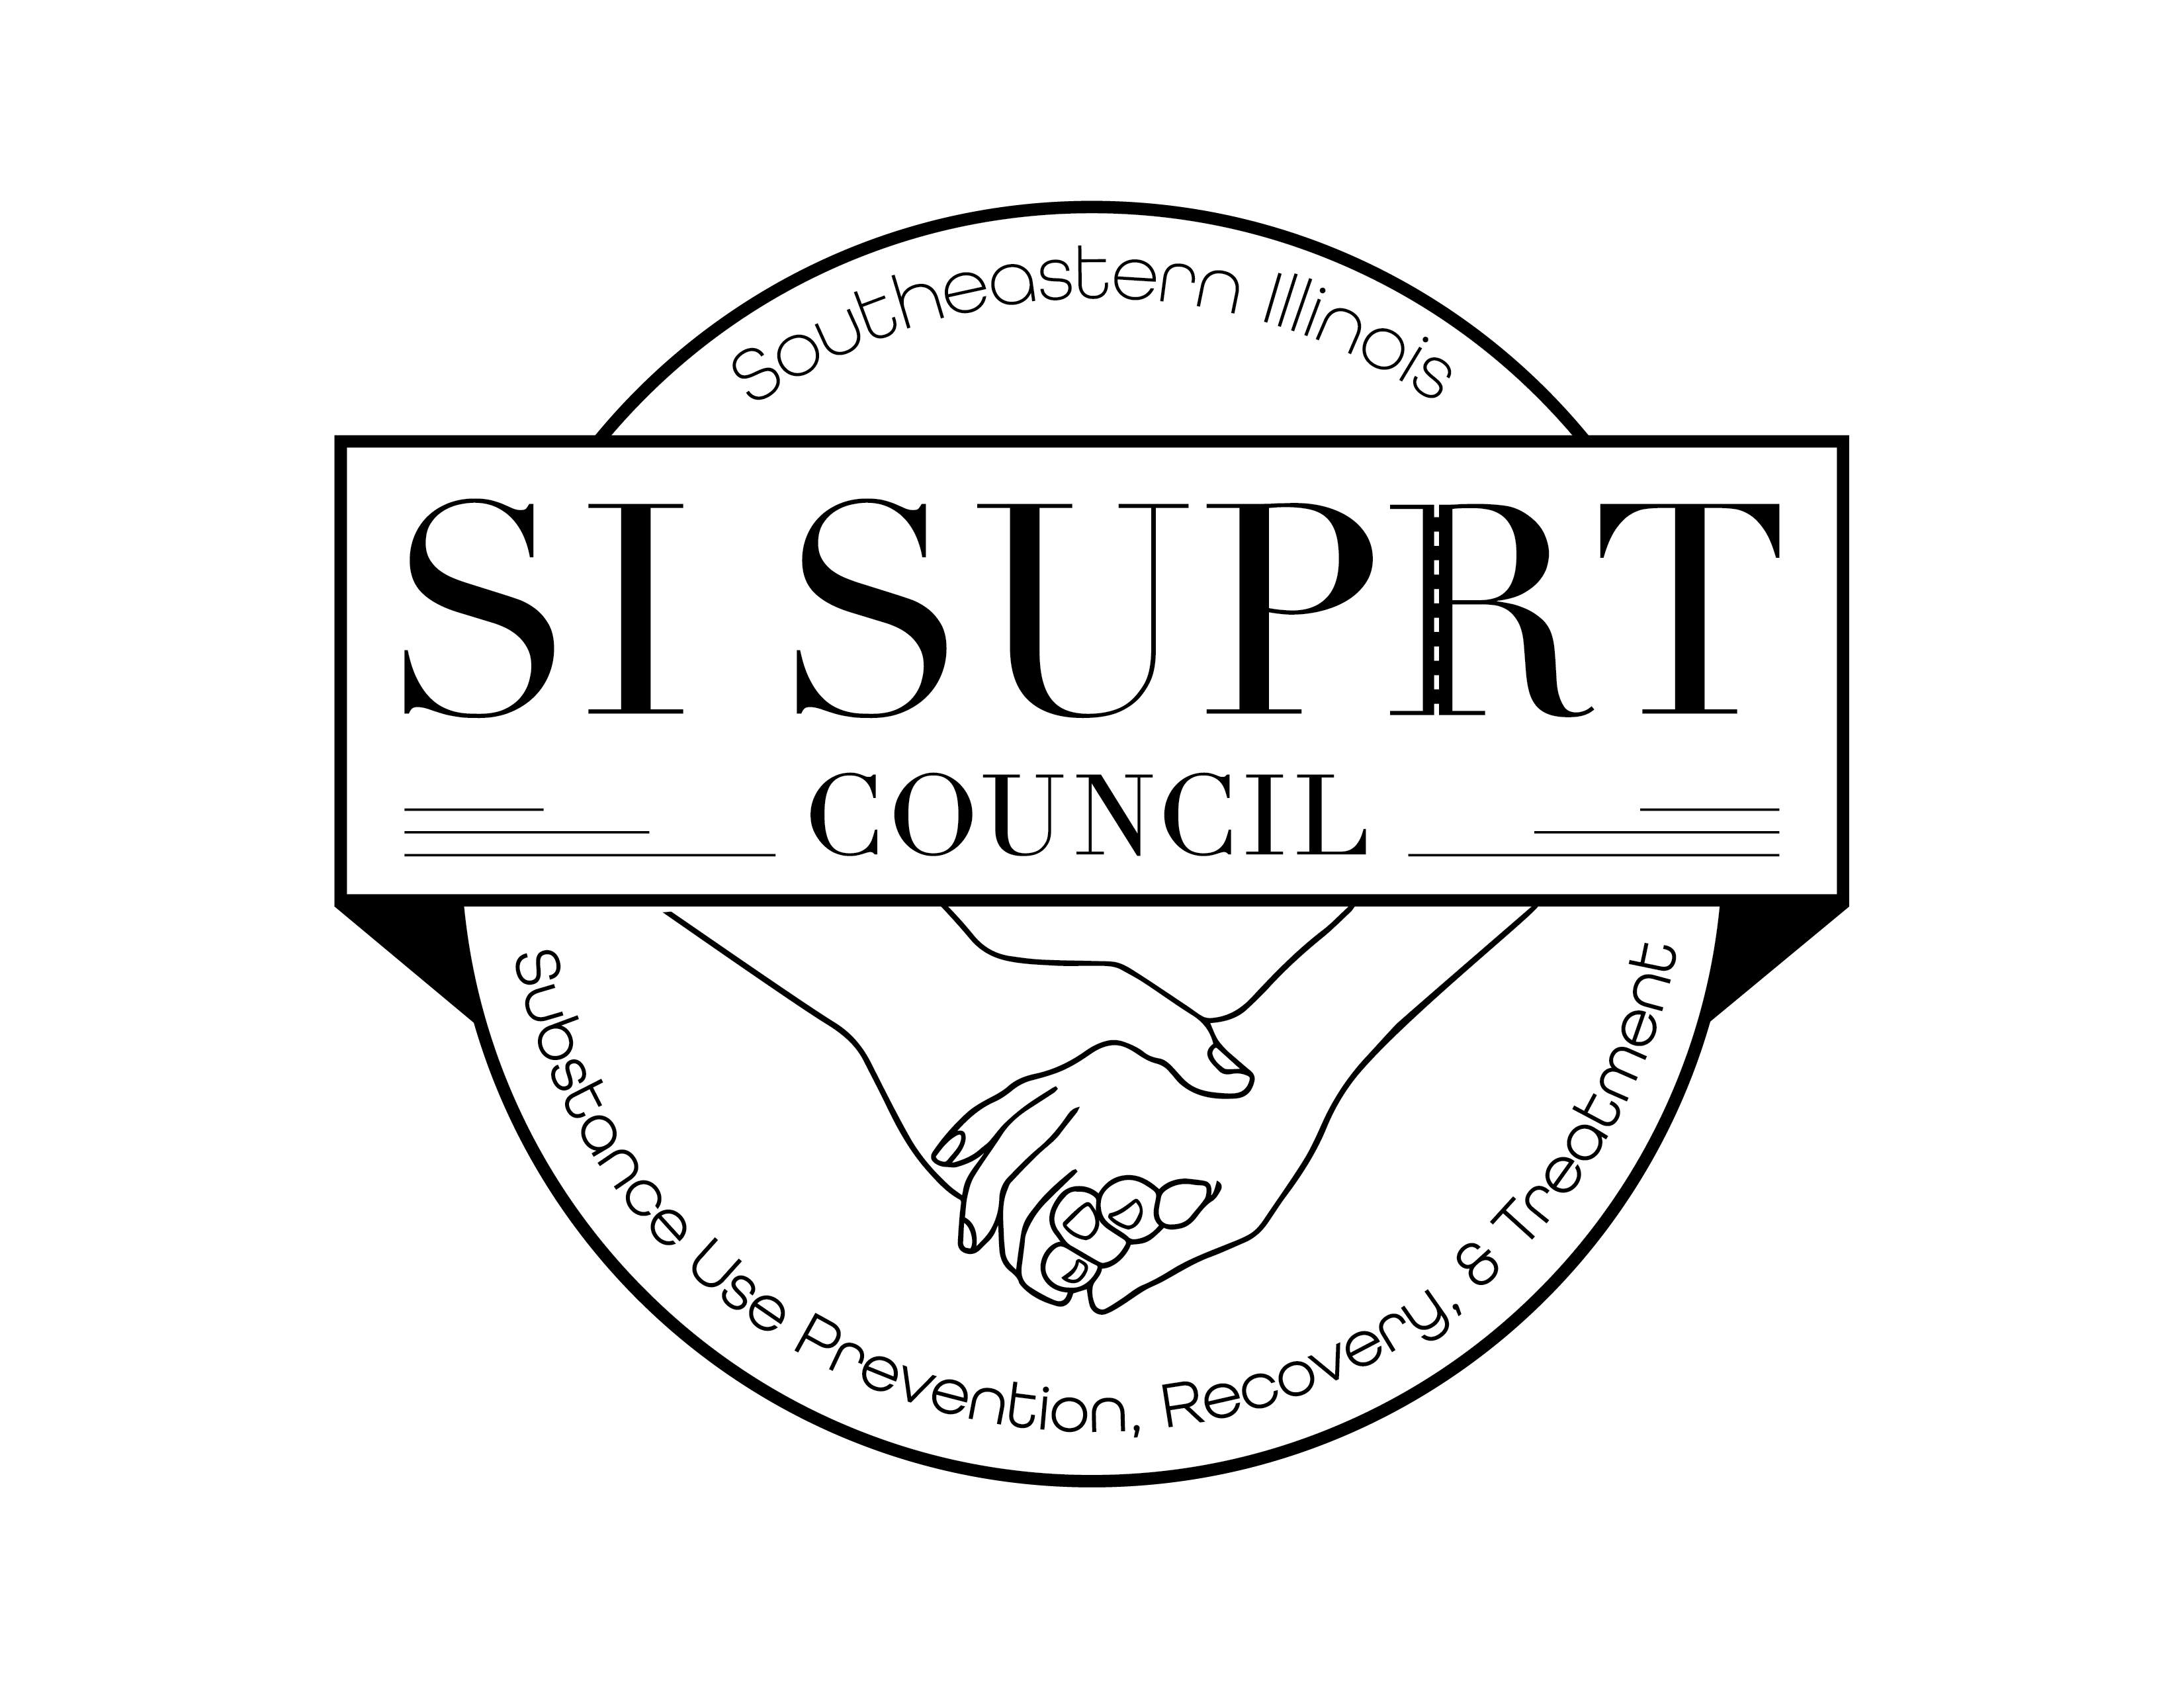 Southeastern Illinois
SI SUPRT
COUNCIL
Substance Use Prevention, Recovery, & Treatment